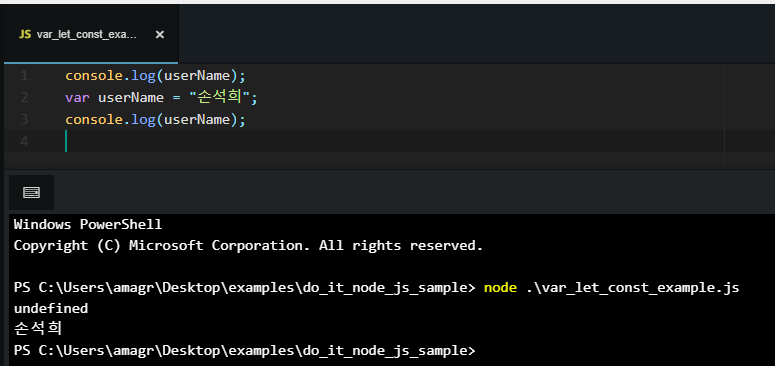 JS var_let_const_exa... ×
1 console.log(userName);
2 var userName = "손석희";
3 console.log(userName);
4
Windows PowerShell
Copyright (C) Microsoft Corporation. All rights reserved.
PS C:\Users\amagr\Desktop\examples\do_it_node_js_sample> node .\var_let_const_example.js
undefined
손석희
PS C:\Users\amagr\Desktop\examples\do_it_node_js_sample>